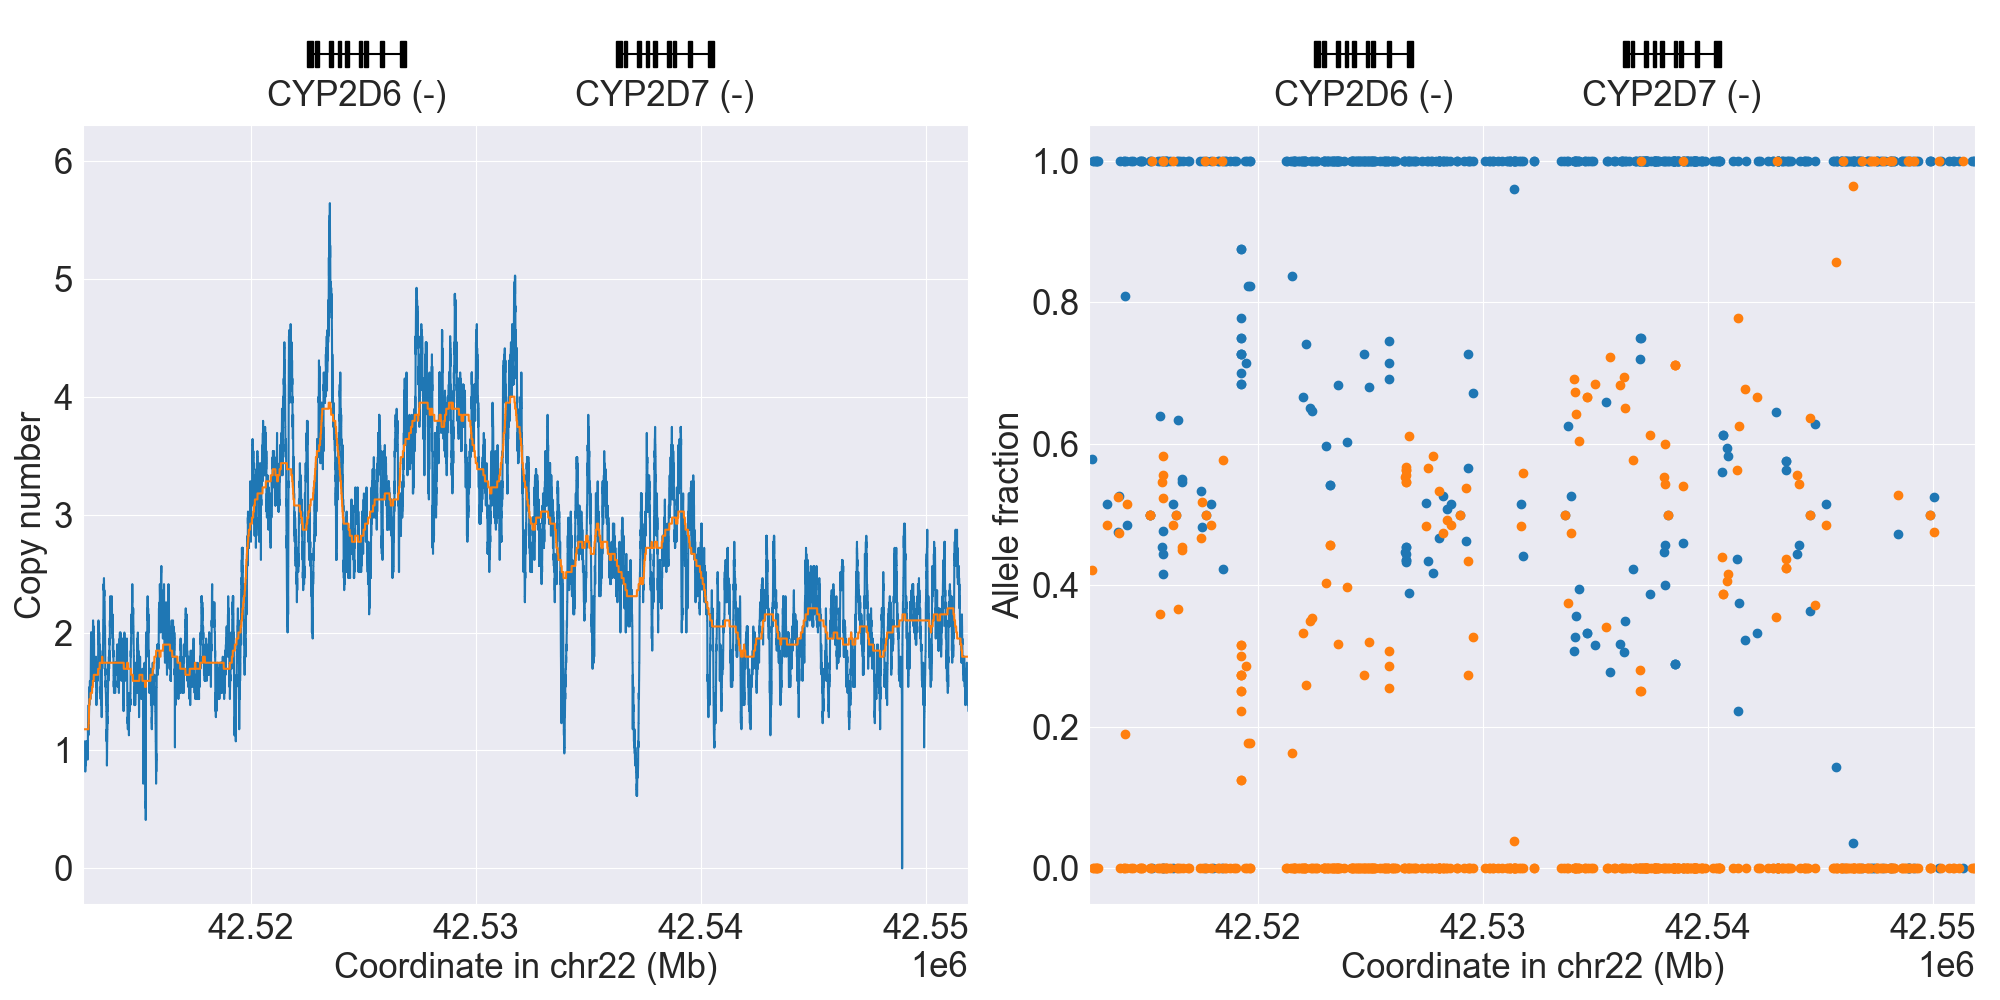 CYP2D6 (-)
CYP2D7 (-)
6
5
4
3
2
1
0
Copy number
42.52
42.53
42.54
42.55
Coordinate in chr22 (Mb)
1e6
CYP2D6 (-)
CYP2D7 (-)
1.0
0.8
0.6
0.4
0.2
0.0
Allele fraction
42.52
42.53
42.54
42.55
Coordinate in chr22 (Mb)
1e6